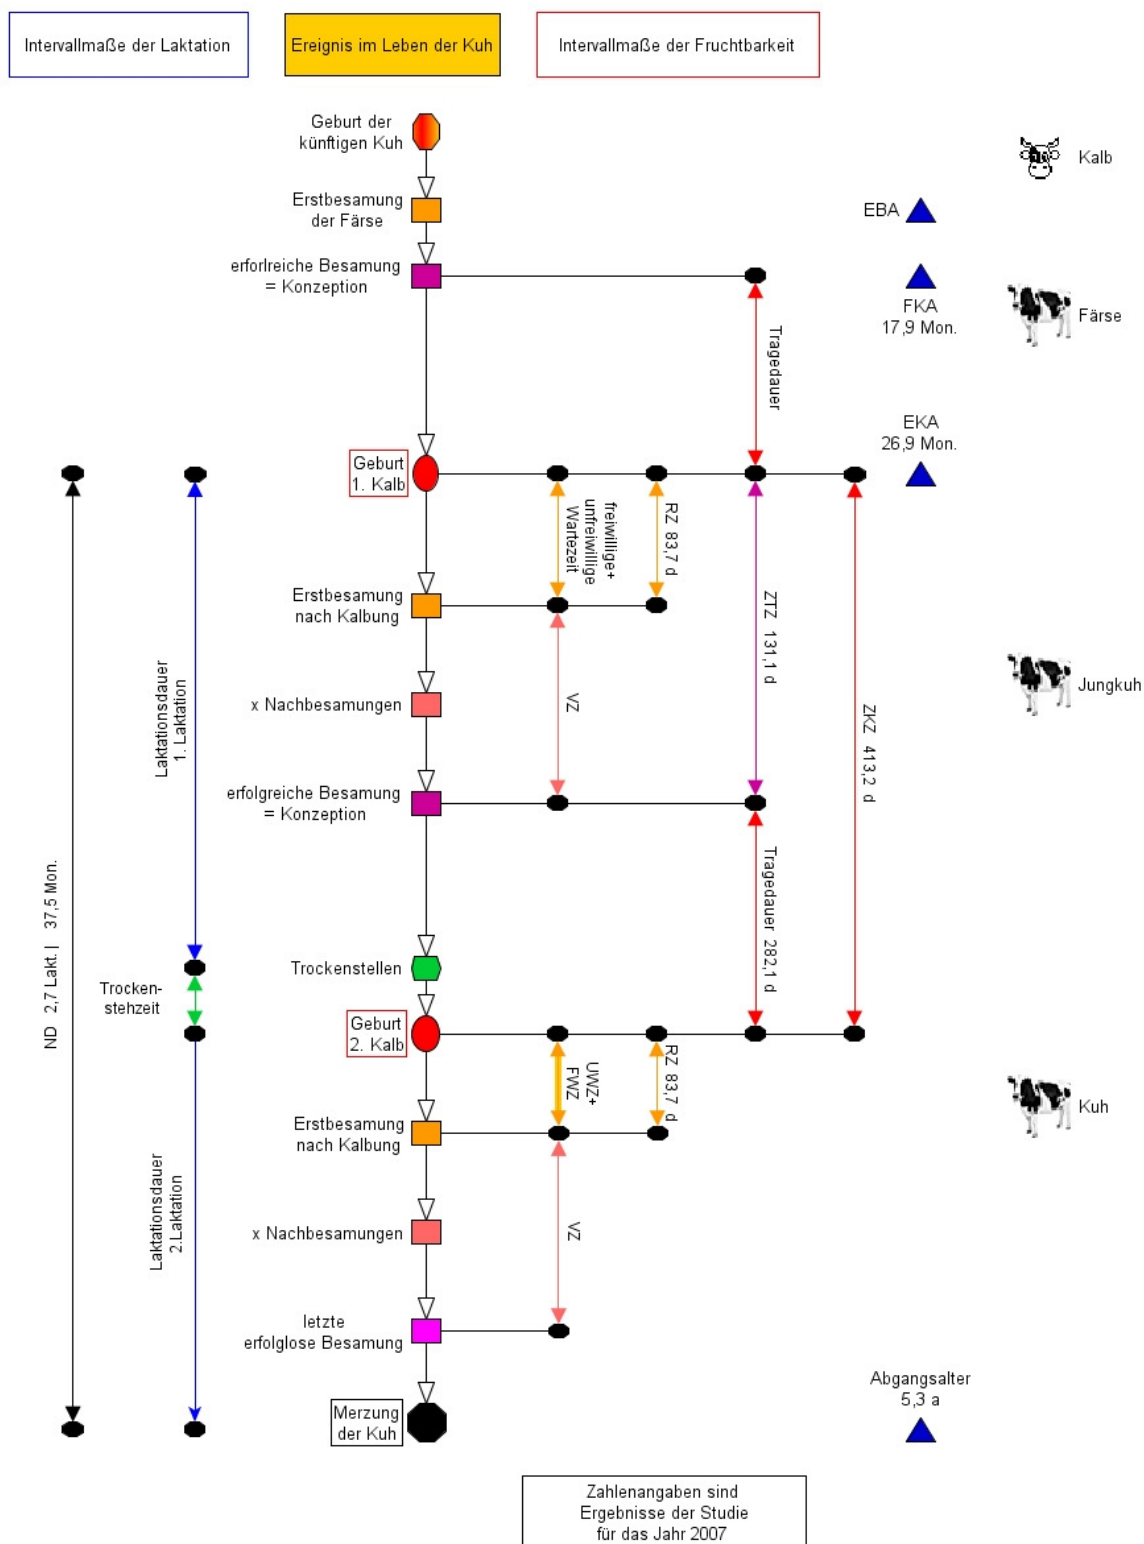 Intervallmaße der Laktation
Ereignis im Leben der Kuh
Intervallmaße der Fruchtbarkeit
Geburt der
künftigen Kuh
Kalb
Erstbesamung
der Färse
EBA
erforlreiche Besamung
= Konzeption
Tragedauer
FKA
17,9 Mon.
Färse
EKA
26,9 Mon.
Geburt
1. Kalb
freiwillige+
unfreiwillige
Wartezeit
RZ 83,7 d
ZTZ 131,1 d
ZKZ 413,2 d
Erstbesamung
nach Kalbung
Laktationsdauer
1. Laktation
x Nachbesamungen
VZ
Jungkuh
erfolgreiche Besamung
= Konzeption
ND 2,7 Lakt. | 37,5 Mon.
Tragedauer 282,1 d
Trockenstellen
Trocken-
stehzeit
Geburt
2. Kalb
UWZ+
FWZ
RZ 83,7 d
Kuh
Erstbesamung
nach Kalbung
Laktationsdauer
2.Laktation
x Nachbesamungen
VZ
letzte
erfolglose Besamung
Abgangsalter
5,3 a
Merzung
der Kuh
Zahlenangaben sind
Ergebnisse der Studie
für das Jahr 2007